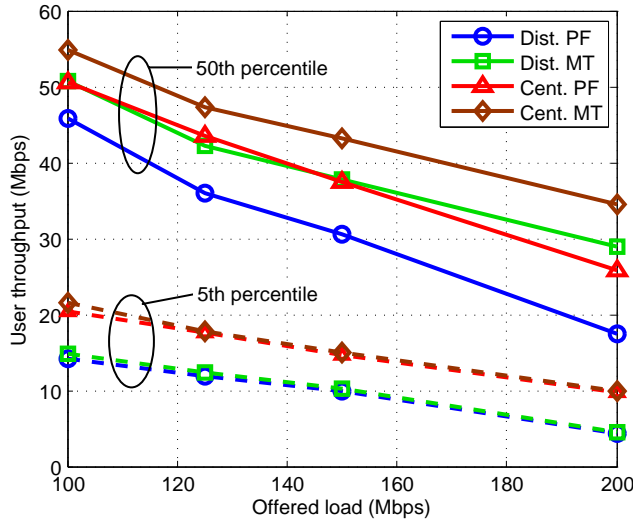 60
50
40
30
20
10
0
User throughput (Mbps)
50th percentile
5th percentile
Dist. PF
Dist. MT
Cent. PF
Cent. MT
100 120 140 160 180 200
Offered load (Mbps)